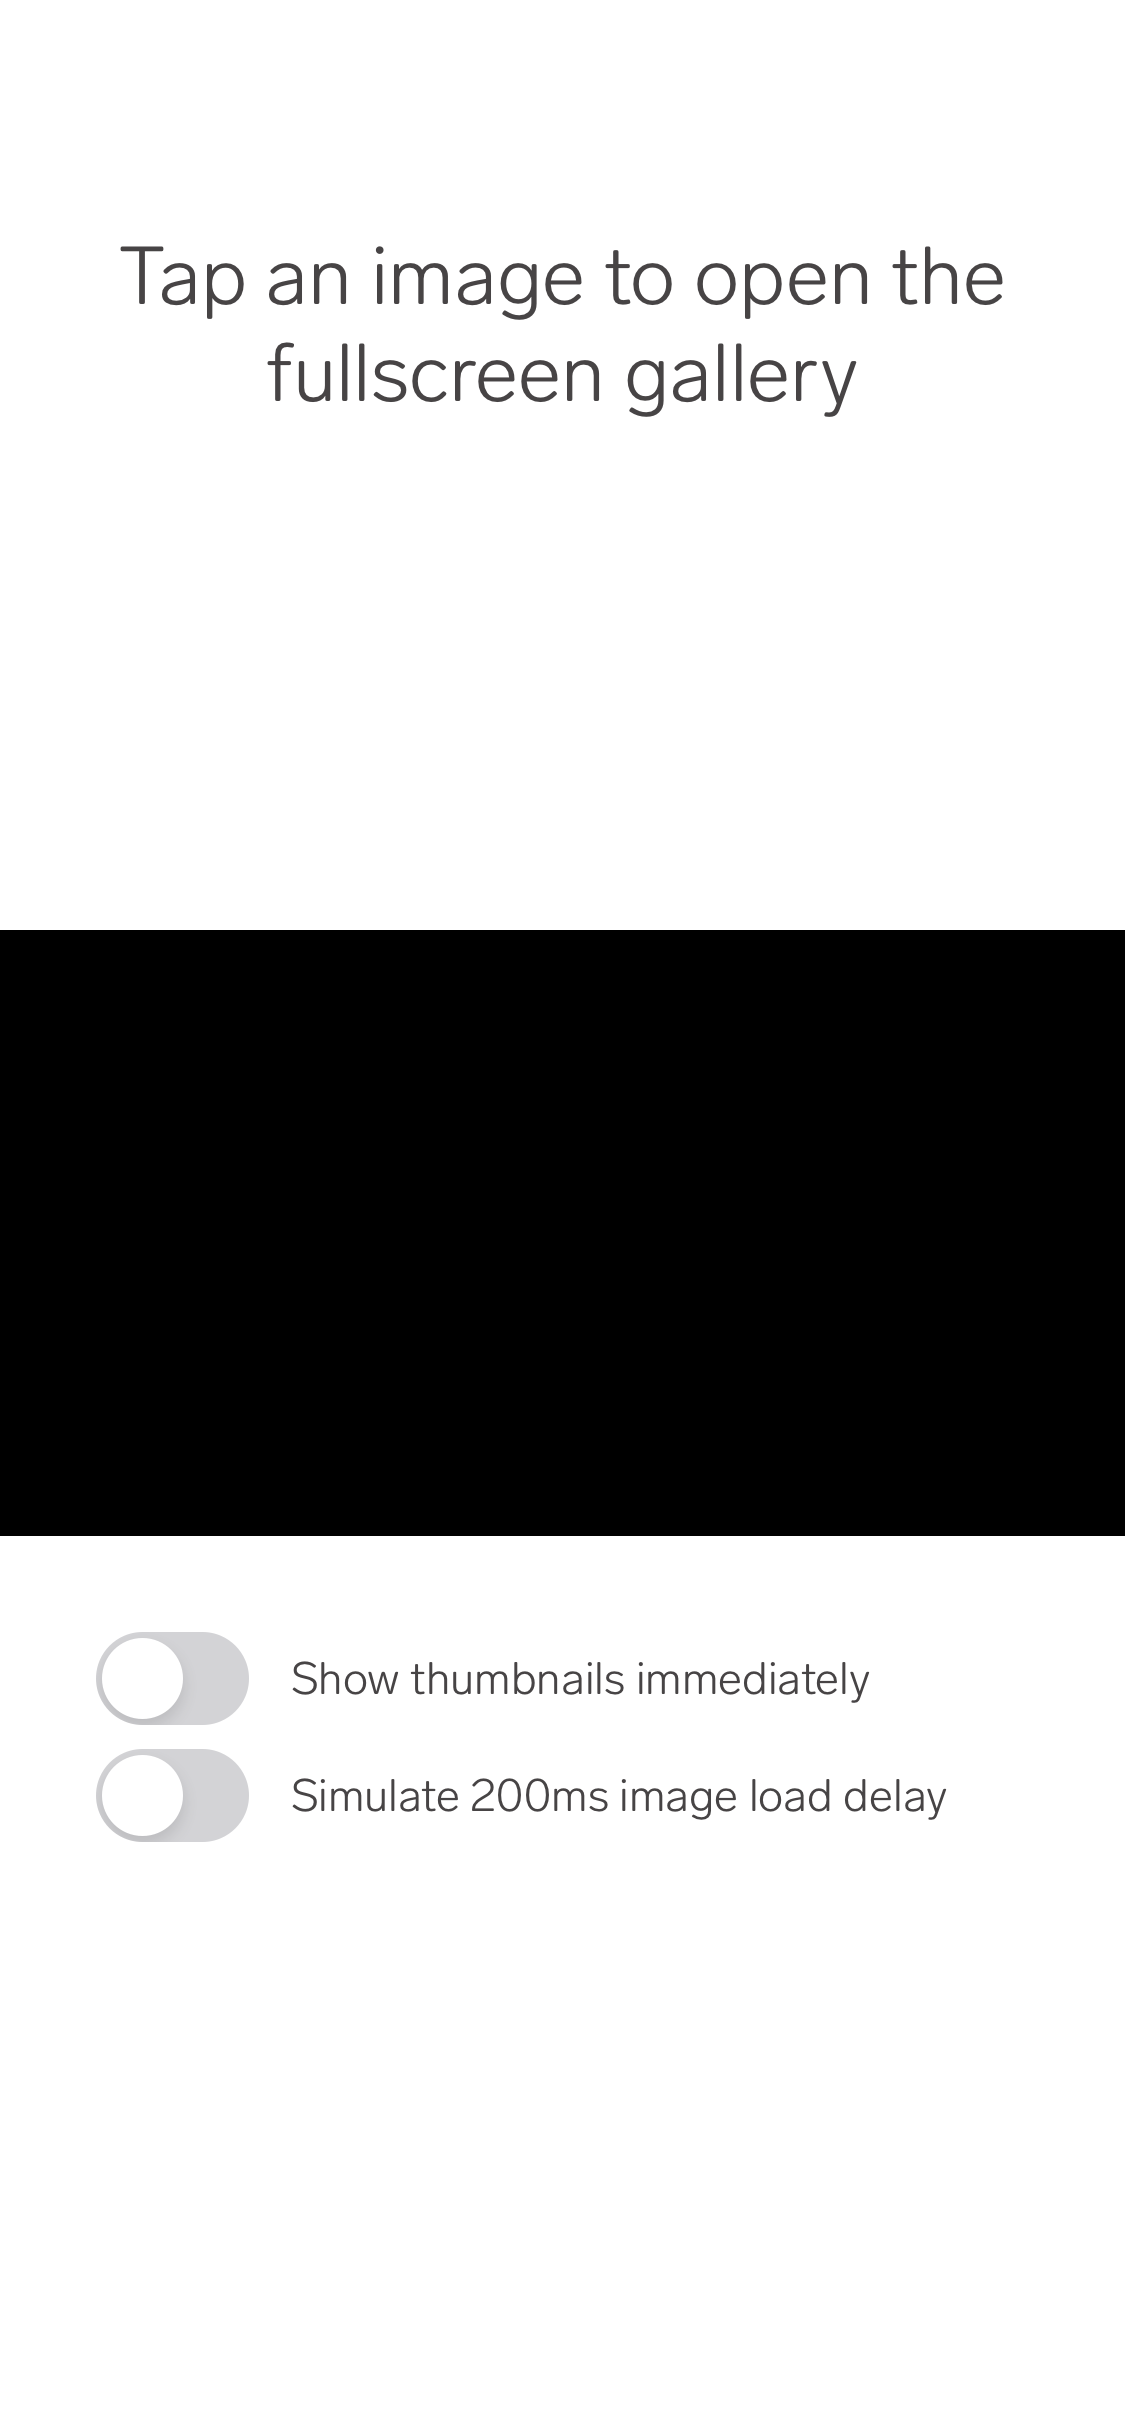 Tap an image to open the
fullscreen gallery
Show thumbnails immediately
Simulate 200ms image load delay